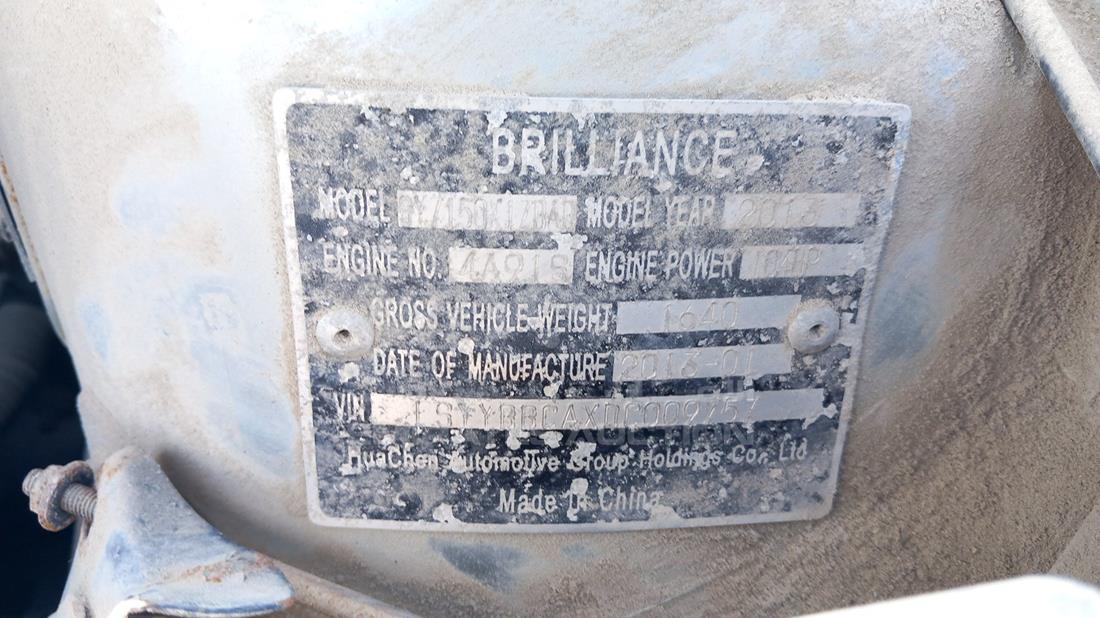 BRILLIANCE
MODEL MODEL YEAR 2013
ENGINE NO. 4A91S ENGINE POWER
GROSS VEHICLE WEIGHT 1640
DATE OF MANUFACTURE 2013-01
VIN
HuaChen Automotive Group Holdings Co., Ltd
Made In China